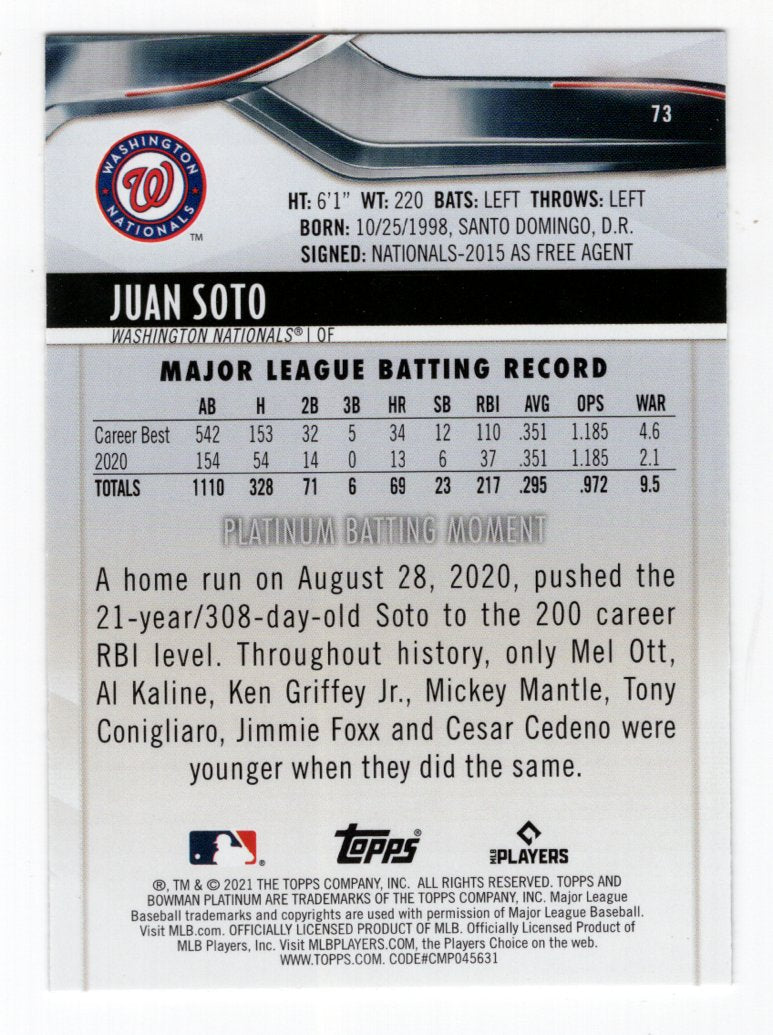 73
WASHINGTON
NATIONALS
W
TM
HT: 6'1" WT: 220 BATS: LEFT THROWS: LEFT
BORN: 10/25/1998, SANTO DOMINGO, D.R.
SIGNED: NATIONALS-2015 AS FREE AGENT
JUAN SOTO
WASHINGTON NATIONALS® | OF
MAJOR LEAGUE BATTING RECORD
AB H 2B 3B HR SB RBI AVG OPS WAR
Career Best 542 153 32 5 34 12 110 .351 1.185 4.6
2020 154 54 14 0 13 6 37 .351 1.185 2.1
TOTALS 1110 328 71 6 69 23 217 .295 .972 9.5
PLATINUM BATTING MOMENT
A home run on August 28, 2020, pushed the
21-year/308-day-old Soto to the 200 career
RBI level. Throughout history, only Mel Ott,
Al Kaline, Ken Griffey Jr., Mickey Mantle, Tony
Conigliaro, Jimmie Foxx and Cesar Cedeno were
younger when they did the same.
® topps® MLB PLAYERS
®, TM & © 2021 THE TOPPS COMPANY, INC. ALL RIGHTS RESERVED. TOPPS AND
BOWMAN PLATINUM ARE TRADEMARKS OF THE TOPPS COMPANY, INC. Major League
Baseball trademarks and copyrights are used with permission of Major League Baseball.
Visit MLB.com. OFFICIALLY LICENSED PRODUCT OF MLB. Officially Licensed Product of
MLB Players, Inc. Visit MLBPLAYERS.COM, the Players Choice on the web.
WWW.TOPPS.COM. CODE#CMP045631